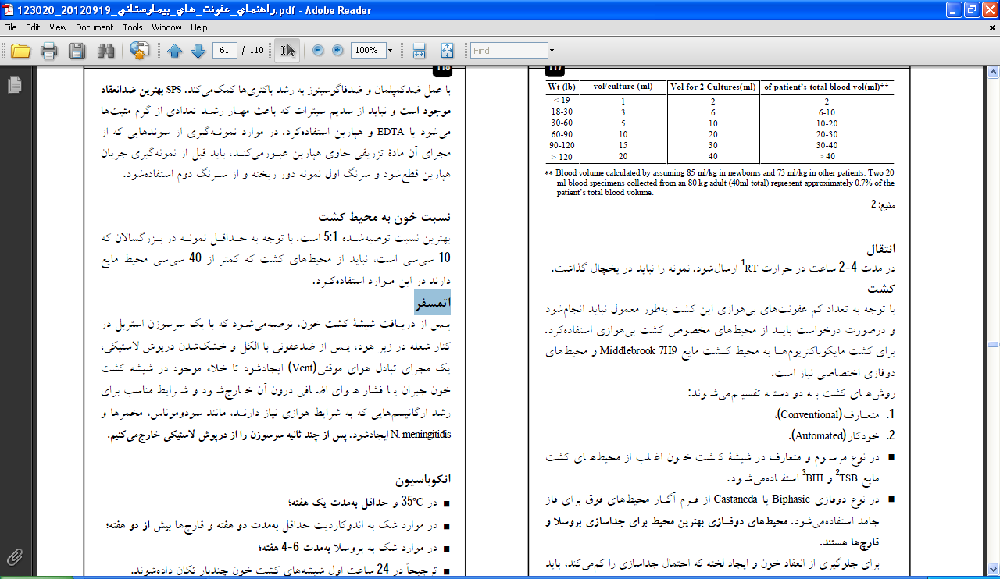 123020_20120919_راهنماي_عفونت_هاي_بيمارستاني.pdf - Adobe Reader
File Edit View Document Tools Window Help
61 / 110 100% Find
117
Wt (lb) vol/culture (ml) Vol for 2 Cultures(ml) of patient's total blood vol(ml)**
< 19 1 2 2
18-30 3 6 6-10
30-60 5 10 10-20
60-90 10 20 20-30
90-120 15 30 30-40
> 120 20 40 > 40
** Blood volume calculated by assuming 85 ml/kg in newborns and 73 ml/kg in other patients. Two 20
ml blood specimens collected from an 80 kg adult (40ml total) represent approximately 0.7% of the
patient's total blood volume.
منبع: 2
انتقال
در مدت 4-2 ساعت در حرارت RT1 ارسال‌شود. نمونه را نباید در یخچال گذاشت.
کشت
با توجه به تعداد کم عفونت‌های بی‌هوازی این کشت به‌طور معمول نباید انجام‌شود
و درصورت درخواست باید از محیط‌های مخصوص کشت بی‌هوازی استفاده‌کرد.
برای کشت مایکوباکتریوم‌ها به محیط کشت مایع Middlebrook 7H9 و محیط‌های
دوفازی اختصاصی نیاز است.
روش‌های کشت به دو دسته تقسیم‌می‌شوند:
1. متعارف(Conventional)،
2. خودکار(Automated).
■ در نوع مرسوم و متعارف در شیشهٔ کشت خون اغلب از محیط‌های کشت
مایع TSB2 و BHI3 استفاده‌می‌شود.
■ در نوع دوفازی Biphasic یا Castaneda از فرم آگار محیط‌های فوق برای فاز
جامد استفاده‌می‌شود. محیط‌های دوفازی بهترین محیط برای جداسازی بروسلا و
قارچ‌ها هستند.
برای جلوگیری از انعقاد خون و ایجاد لخته که احتمال جداسازی را کم‌می‌کند، باید
118
با عمل ضدکمپلمان و ضدفاگوسیتوز به رشد باکتری‌ها کمک‌می‌کند. SPS بهترین ضدانعقاد
موجود است و نباید از سدیم سیترات که باعث مهار رشد تعدادی از گرم مثبت‌ها
می‌شود یا EDTA و هپارین استفاده‌کرد. در موارد نمونه‌گیری از سوندهایی که از
مجرای آن مادهٔ تزریقی حاوی هپارین عبورمی‌کند، باید قبل از نمونه‌گیری جریان
هپارین قطع‌شود و سرنگ اول نمونه دور ریخته و از سرنگ دوم استفاده‌شود.
نسبت خون به محیط کشت
بهترین نسبت توصیه‌شده 5:1 است. با توجه به حداقل نمونه در بزرگسالان که
10 سی‌سی است، نباید از محیط‌های کشت که کمتر از 40 سی‌سی محیط مایع
دارند در این موارد استفاده‌کرد.
اتمسفر
پس از دریافت شیشهٔ کشت خون، توصیه‌می‌شود که با یک سرسوزن استریل در
کنار شعله در زیر هود، پس از ضدعفونی با الکل و خشک‌شدن درپوش لاستیکی،
یک مجرای تبادل هوای موقتی(Vent) ایجادشود تا خلاء موجود در شیشه کشت
خون جبران یا فشار هوای اضافی درون آن خارج‌شود و شرایط مناسب برای
رشد ارگانیسم‌هایی که به شرایط هوازی نیاز دارند، مانند سودوموناس، مخمرها و
N. meningitidis ایجادشود. پس از چند ثانیه سرسوزن را از درپوش لاستیکی خارج‌می‌کنیم.
انکوباسیون
■ در 35°C و حداقل به‌مدت یک هفته؛
■ در موارد شک به اندوکاردیت حداقل به‌مدت دو هفته و قارچ‌ها بیش از دو هفته؛
■ در موارد شک به بروسلا به‌مدت 6-4 هفته؛
■ ترجیحاً در 24 ساعت اول شیشه‌های کشت خون چندبار تکان داده‌شوند.